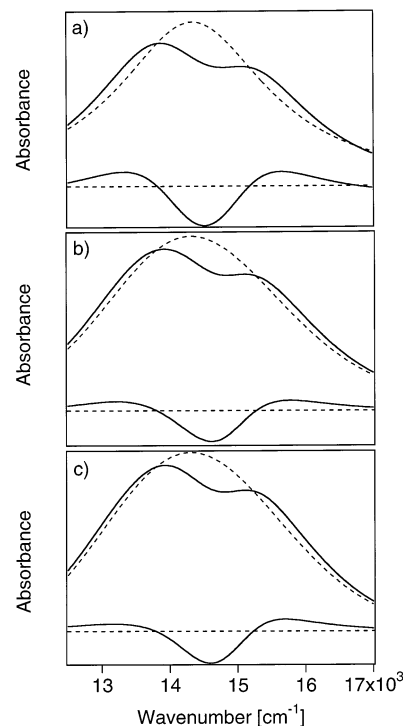 a)
Absorbance
b)
Absorbance
c)
Absorbance
13 14 15 16 17x10³
Wavenumber [cm⁻¹]